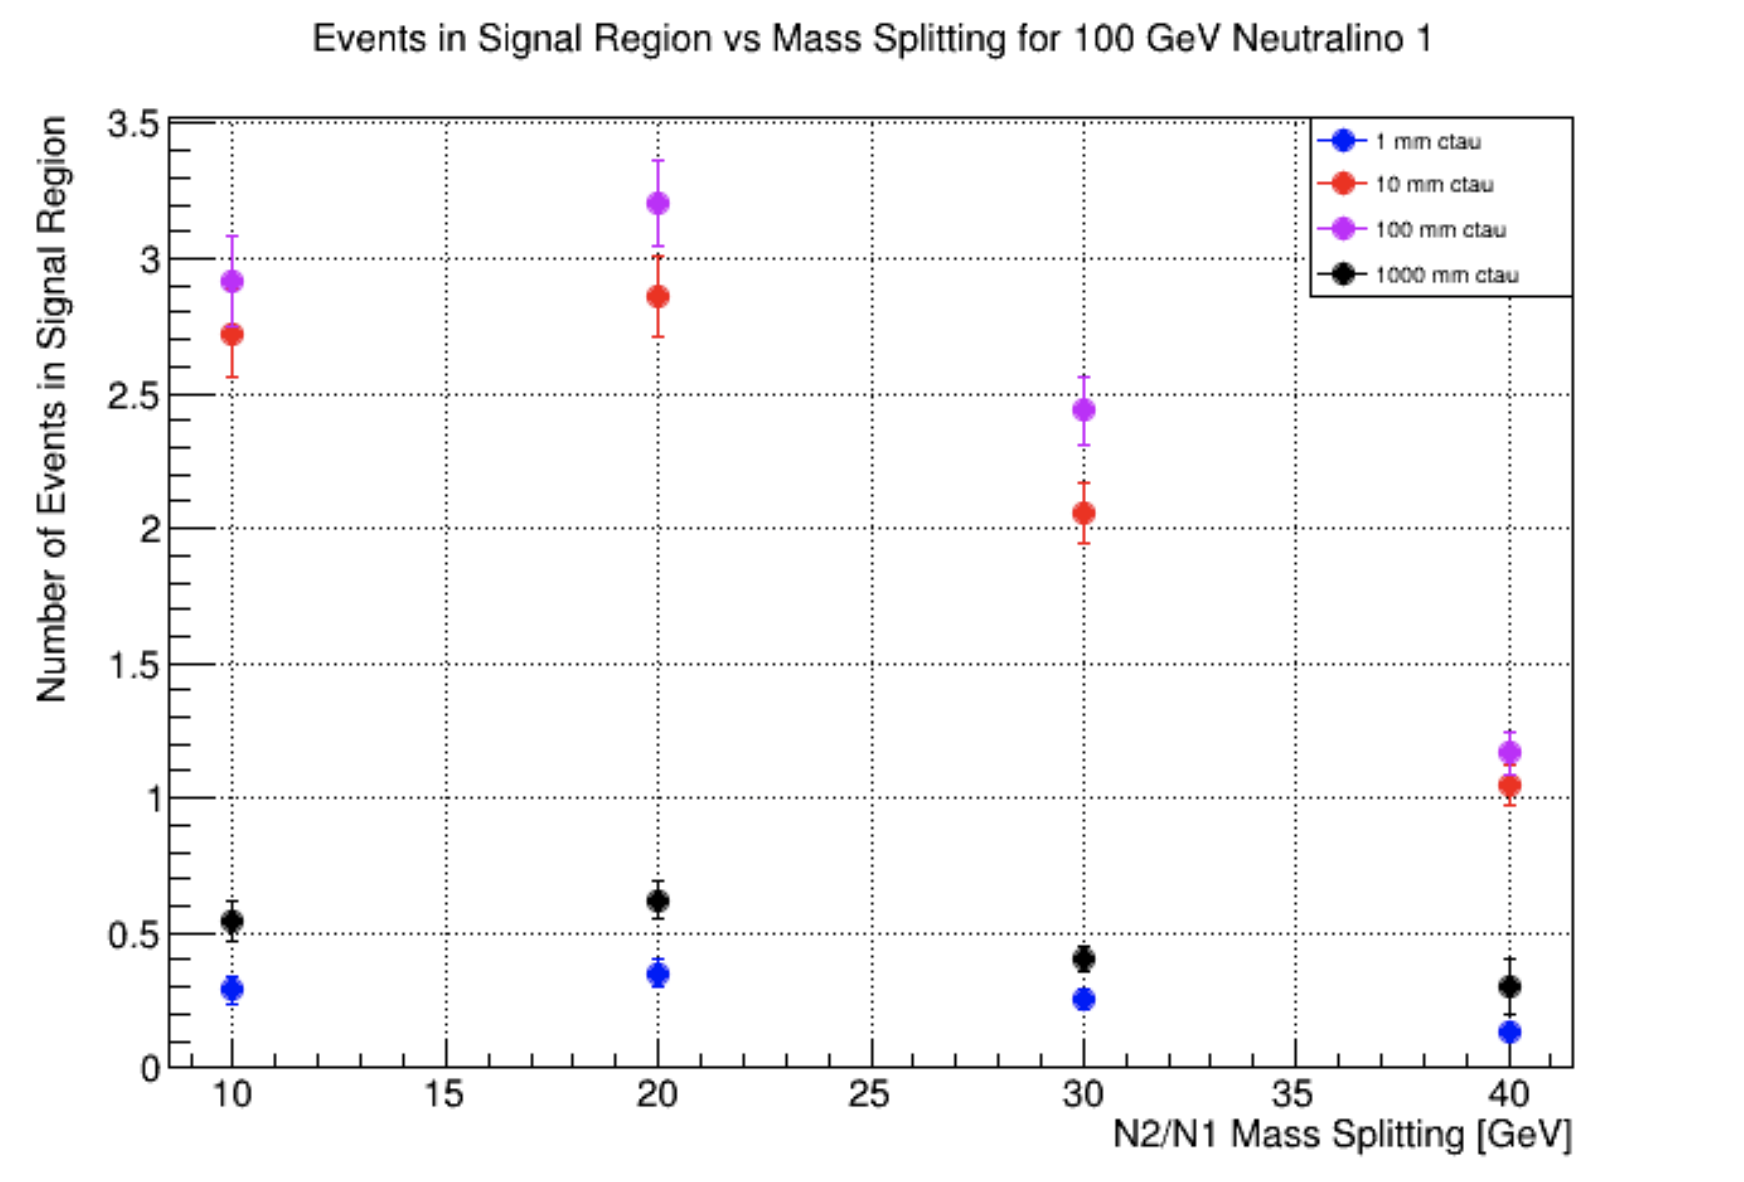 Events in Signal Region vs Mass Splitting for 100 GeV Neutralino 1
Number of Events in Signal Region
3.5
3
2.5
2
1.5
1
0.5
0
1 mm ctau
10 mm ctau
100 mm ctau
1000 mm ctau
10 15 20 25 30 35 40
N2/N1 Mass Splitting [GeV]